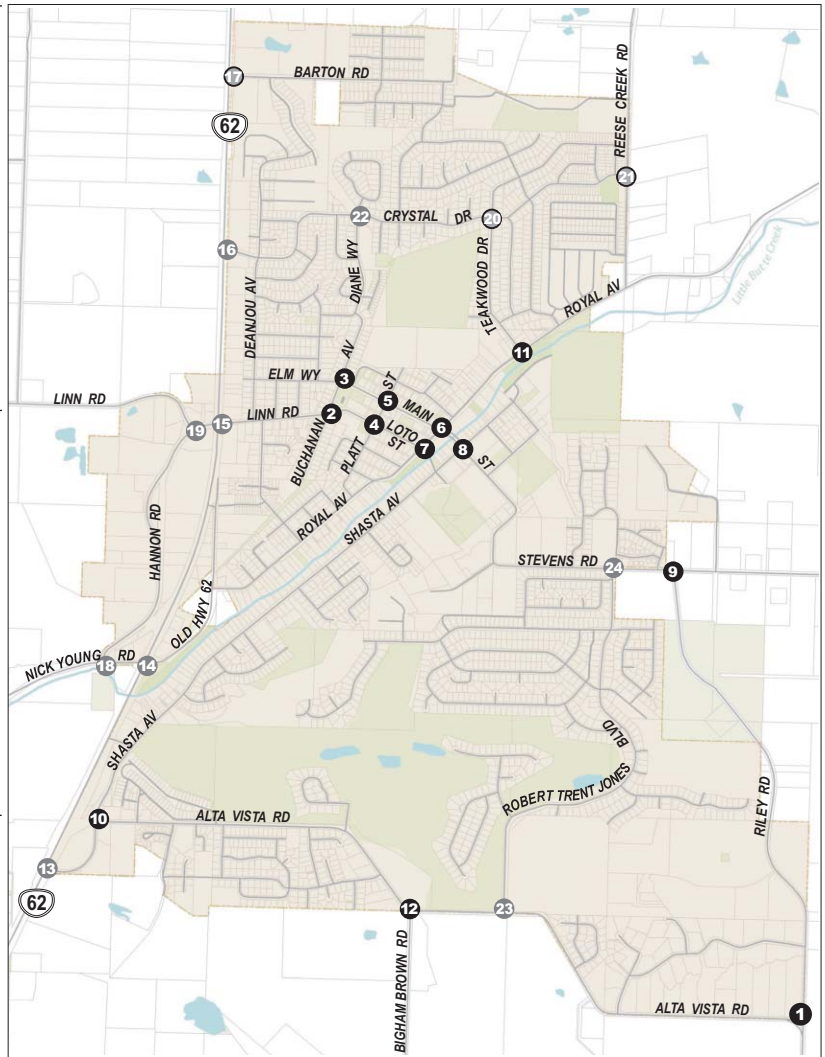 17
BARTON RD
REESE CREEK RD
62
21
22
CRYSTAL DR
20
Little Butte Creek
16
DIANE WY
TEAKWOOD DR
DEANJOU AV
ROYAL AV
11
AV
ELM WY
3
ST
LINN RD
5
MAIN
LINN RD
2
19
15
4
LOTO
6
BUCHANAN
PLATT
ST
7
8
ST
ROYAL AV
SHASTA AV
HANNON RD
STEVENS RD
24
9
OLD HWY 62
NICK YOUNG RD
18
14
SHASTA AV
BLVD
ROBERT TRENT JONES
RILEY RD
10
ALTA VISTA RD
13
62
12
23
BIGHAM BROWN RD
ALTA VISTA RD
1